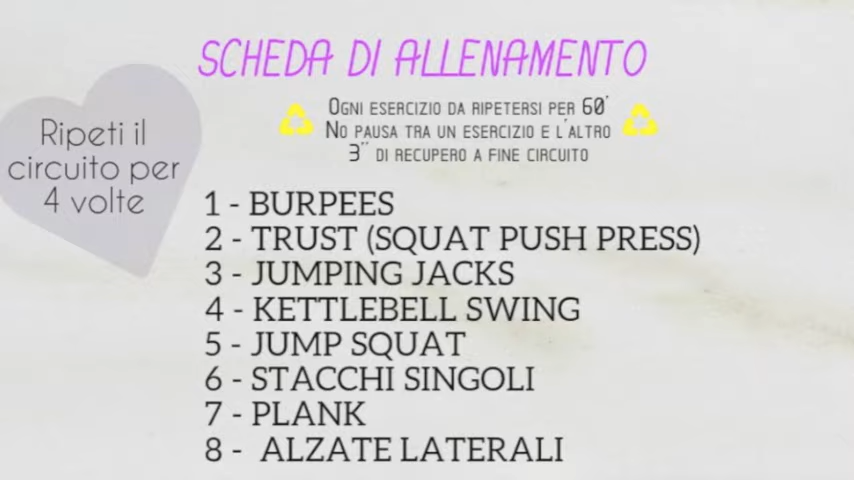 SCHEDA DI ALLENAMENTO
OGNI ESERCIZIO DA RIPETERSI PER 60'
NO PAUSA TRA UN ESERCIZIO E L'ALTRO
3'' DI RECUPERO A FINE CIRCUITO
Ripeti il
circuito per
4 volte
1 - BURPEES
2 - TRUST (SQUAT PUSH PRESS)
3 - JUMPING JACKS
4 - KETTLEBELL SWING
5 - JUMP SQUAT
6 - STACCHI SINGOLI
7 - PLANK
8 - ALZATE LATERALI